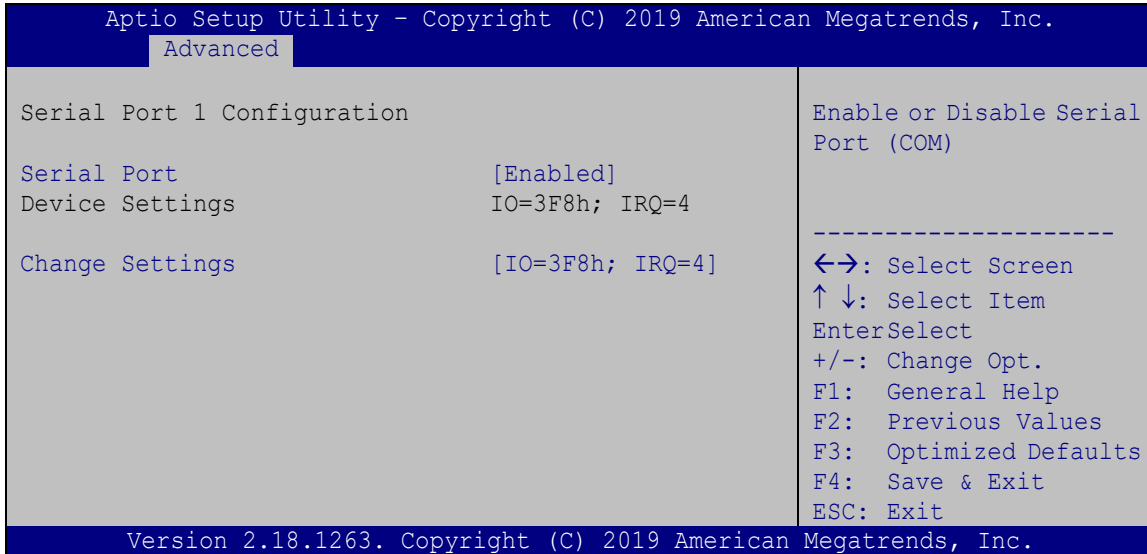 Aptio Setup Utility – Copyright (C) 2019 American Megatrends, Inc.
Advanced
Serial Port 1 Configuration
Serial Port [Enabled]
Device Settings IO=3F8h; IRQ=4
Change Settings [IO=3F8h; IRQ=4]
Enable or Disable Serial
Port (COM)
---------------------
←→: Select Screen
↑ ↓: Select Item
EnterSelect
+/-: Change Opt.
F1: General Help
F2: Previous Values
F3: Optimized Defaults
F4: Save & Exit
ESC: Exit
Version 2.18.1263. Copyright (C) 2019 American Megatrends, Inc.